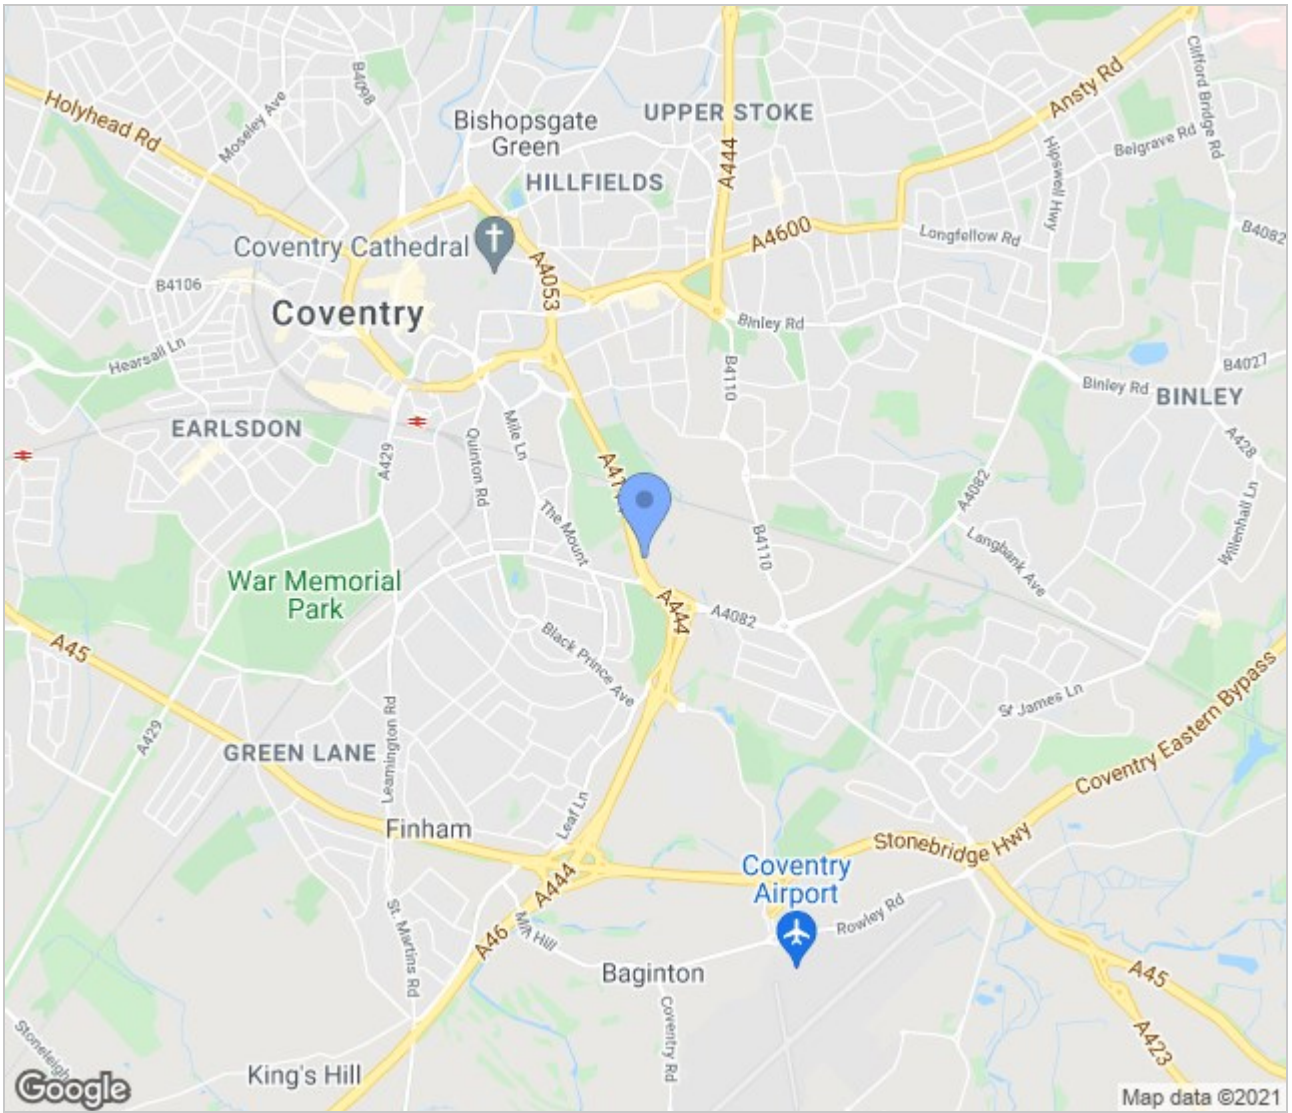 B4098
Holyhead Rd
Moseley Ave
Bishopsgate
Green
UPPER STOKE
A444
Ansty Rd
Clifford Bridge Rd
Belgrave Rd
Hipswell Hwy
HILLFIELDS
Coventry Cathedral
A4053
A4600
Longfellow Rd
B4082
B4106
Coventry
Binley Rd
Hearsall Ln
B4110
B4027
Binley Rd
BINLEY
EARLSDON
A429
Quinton Rd
Mile Ln
A428
A4082
Willenhall Ln
The Mount
B4110
Langbank Ave
War Memorial
Park
A444
A4082
A45
Black Prince Ave
St James Ln
Coventry Eastern Bypass
A429
Leamington Rd
GREEN LANE
Leaf Ln
Finham
Stonebridge Hwy
Coventry
Airport
A444
St. Martins Rd
Mill Hill
A46
Rowley Rd
Baginton
A45
Coventry Rd
A423
King's Hill
Google
Map data ©2021